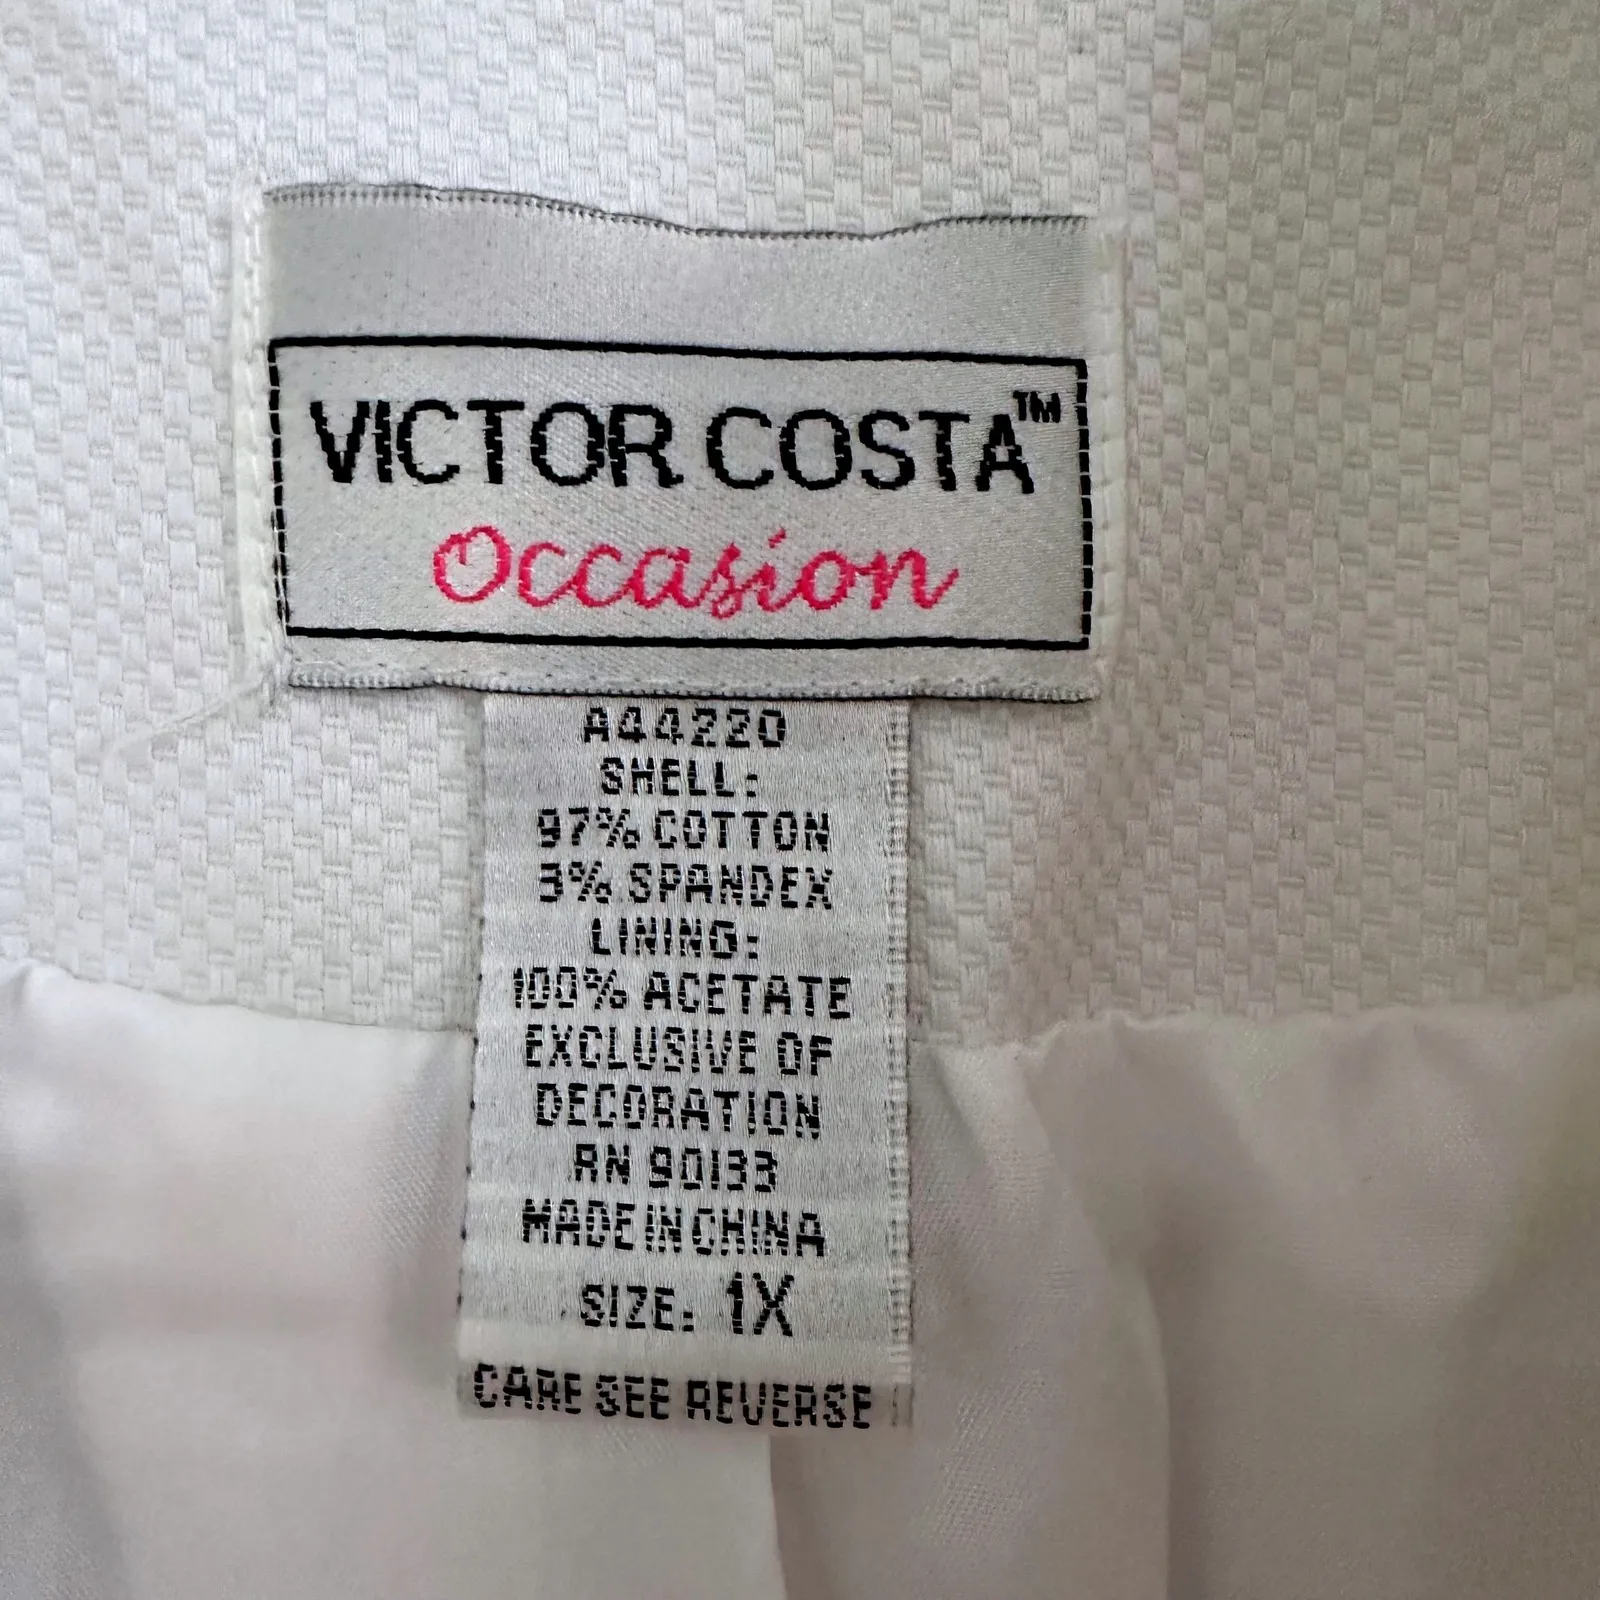 VICTOR COSTA™
Occasion
A44220
SHELL:
97% COTTON
3% SPANDEX
LINING:
100% ACETATE
EXCLUSIVE OF
DECORATION
RN 90133
MADE IN CHINA
SIZE: 1X
CARE SEE REVERSE